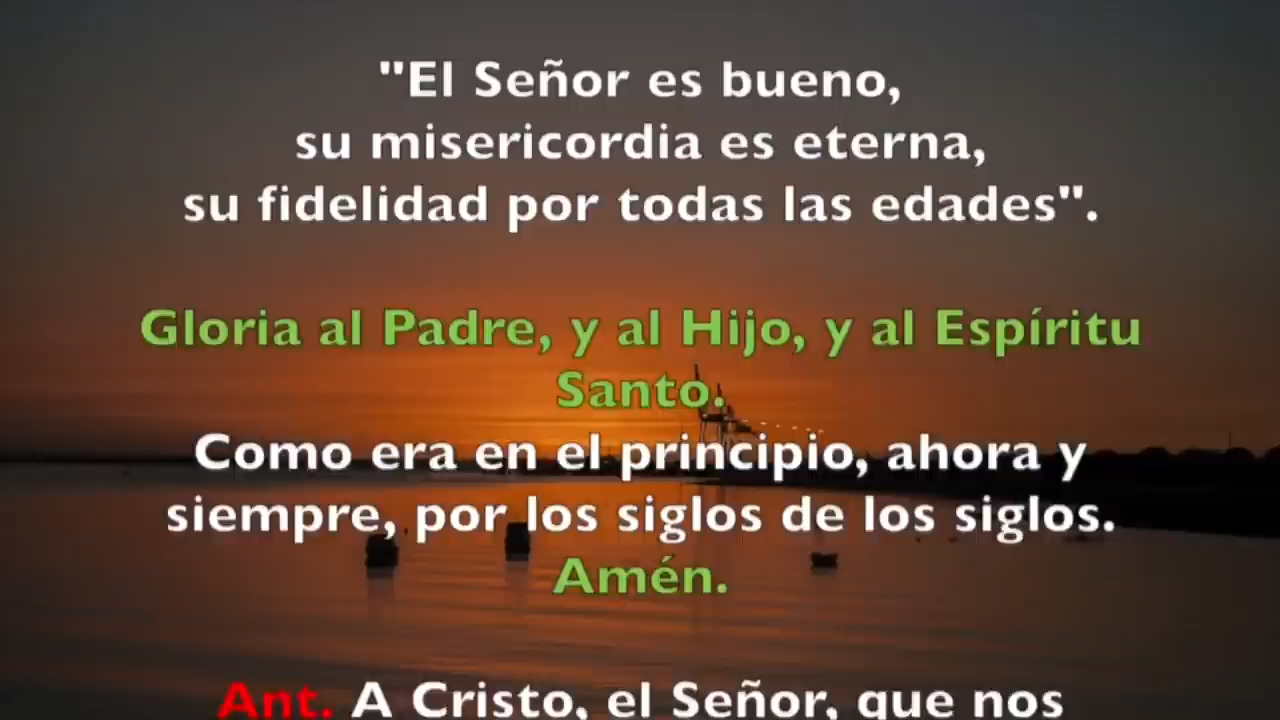 "El Señor es bueno,
su misericordia es eterna,
su fidelidad por todas las edades".
Gloria al Padre, y al Hijo, y al Espíritu
Santo.
Como era en el principio, ahora y
siempre, por los siglos de los siglos.
Amén.
Ant. A Cristo, el Señor, que nos